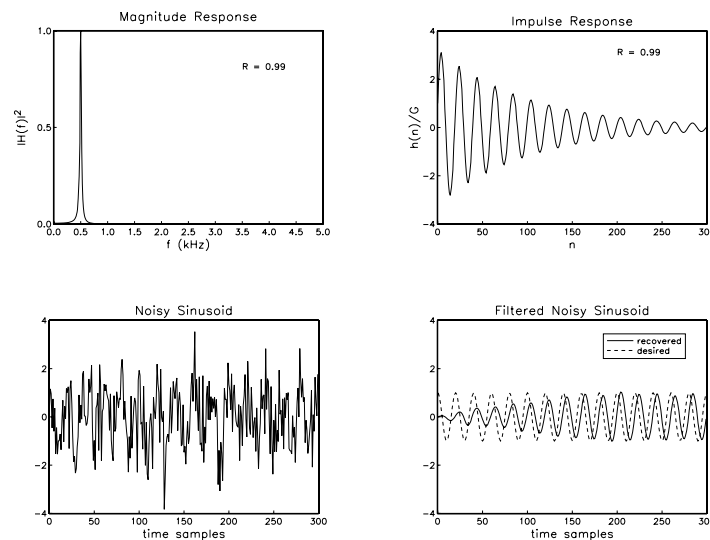 Magnitude Response
1.0
R = 0.99
|H(f)|²
0.5
0.0
0.0 0.5 1.0 1.5 2.0 2.5 3.0 3.5 4.0 4.5 5.0
f (kHz)
Impulse Response
4
R = 0.99
2
h(n)/G
0
-2
-4
0 50 100 150 200 250 300
n
Noisy Sinusoid
4
2
0
-2
-4
0 50 100 150 200 250 300
time samples
Filtered Noisy Sinusoid
4
recovered
desired
2
0
-2
-4
0 50 100 150 200 250 300
time samples